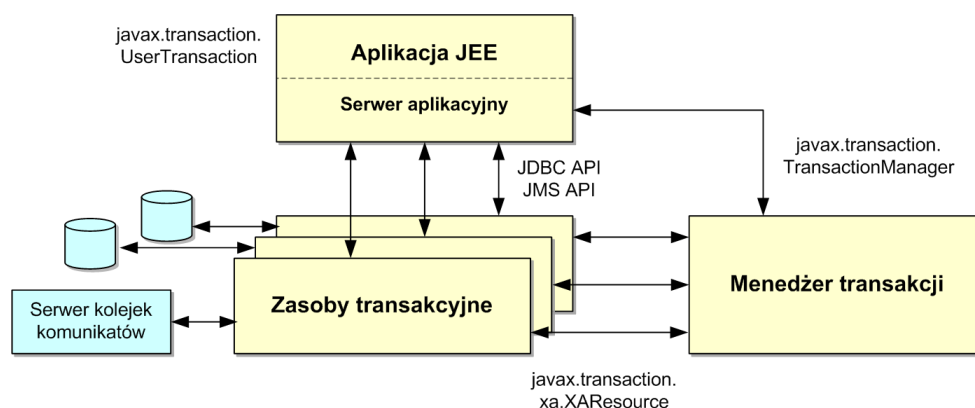 javax.transaction.
UserTransaction
Aplikacja JEE
Serwer aplikacyjny
javax.transaction.
TransactionManager
JDBC API
JMS API
Serwer kolejek
komunikatów
Zasoby transakcyjne
Menedżer transakcji
javax.transaction.
xa.XAResource